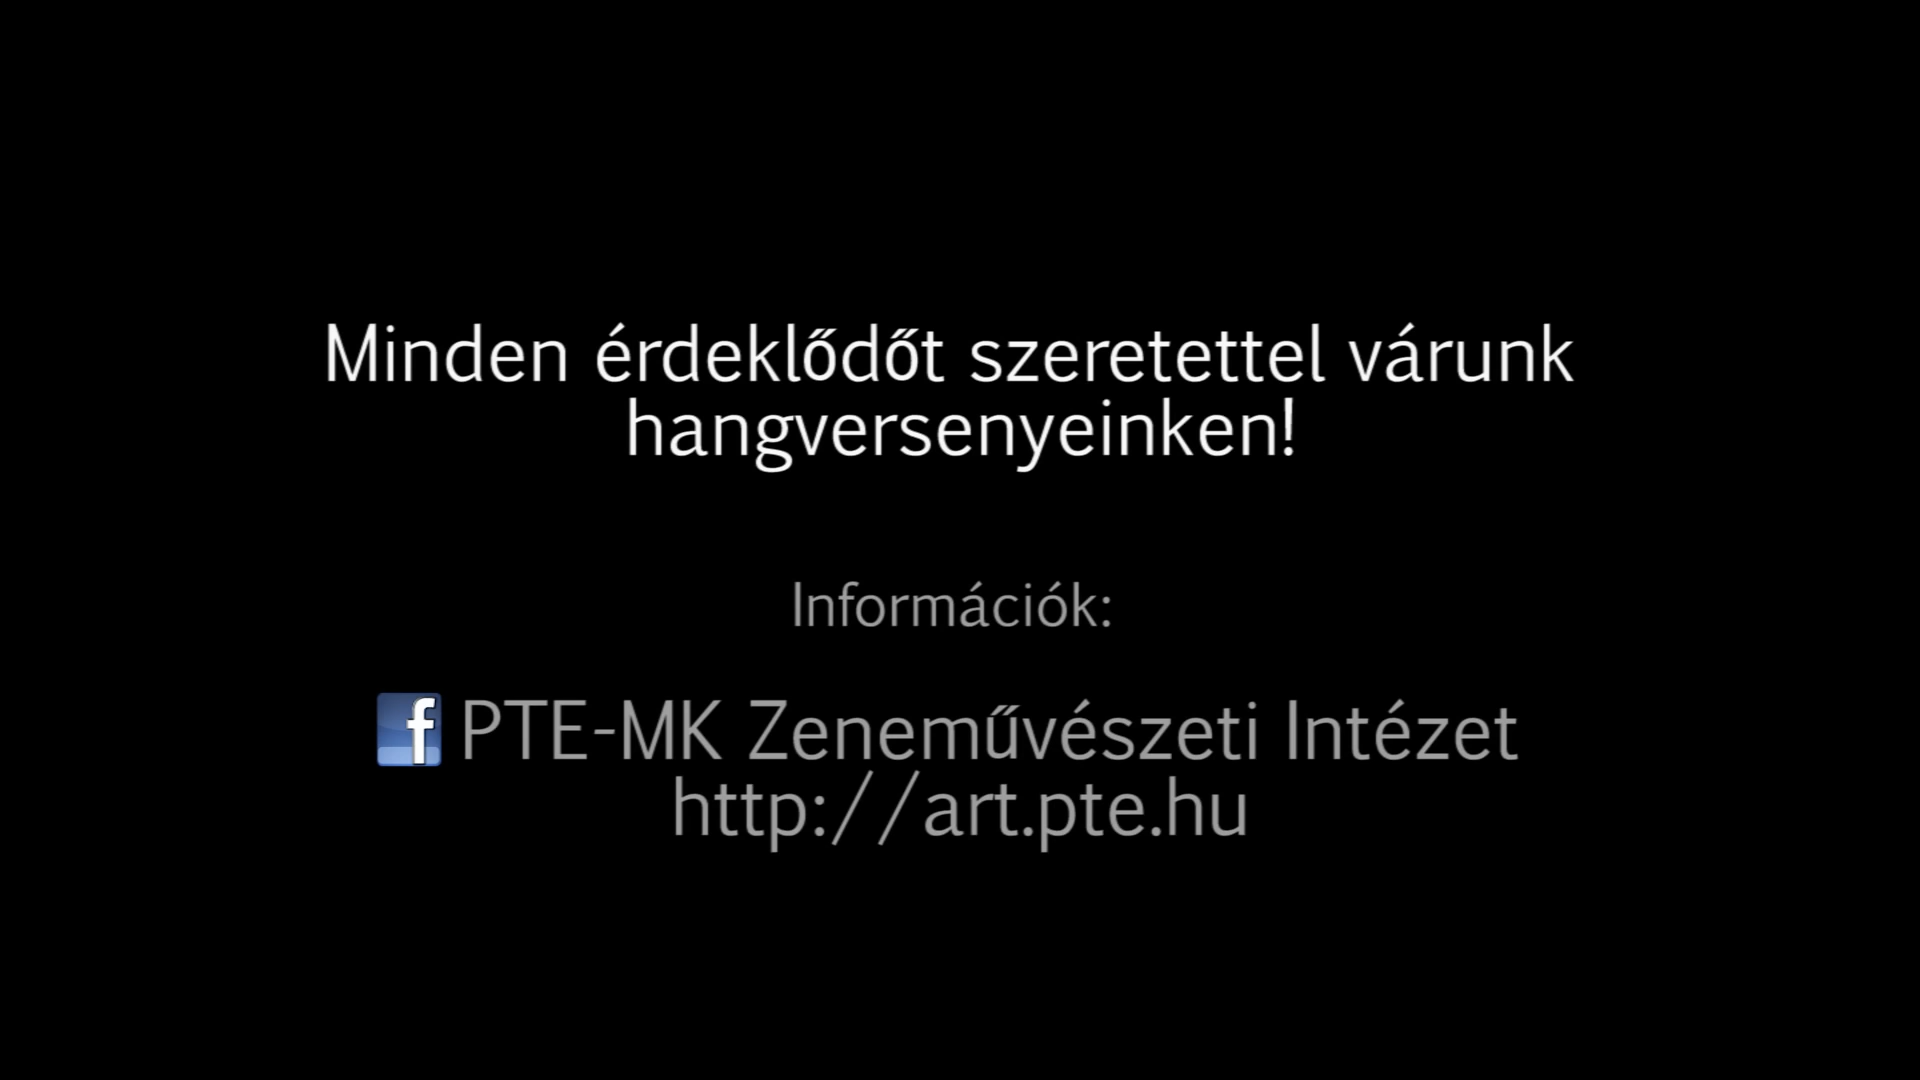 Minden érdeklődőt szeretettel várunk
hangversenyeinken!
Információk:
f PTE-MK Zeneművészeti Intézet
http://art.pte.hu